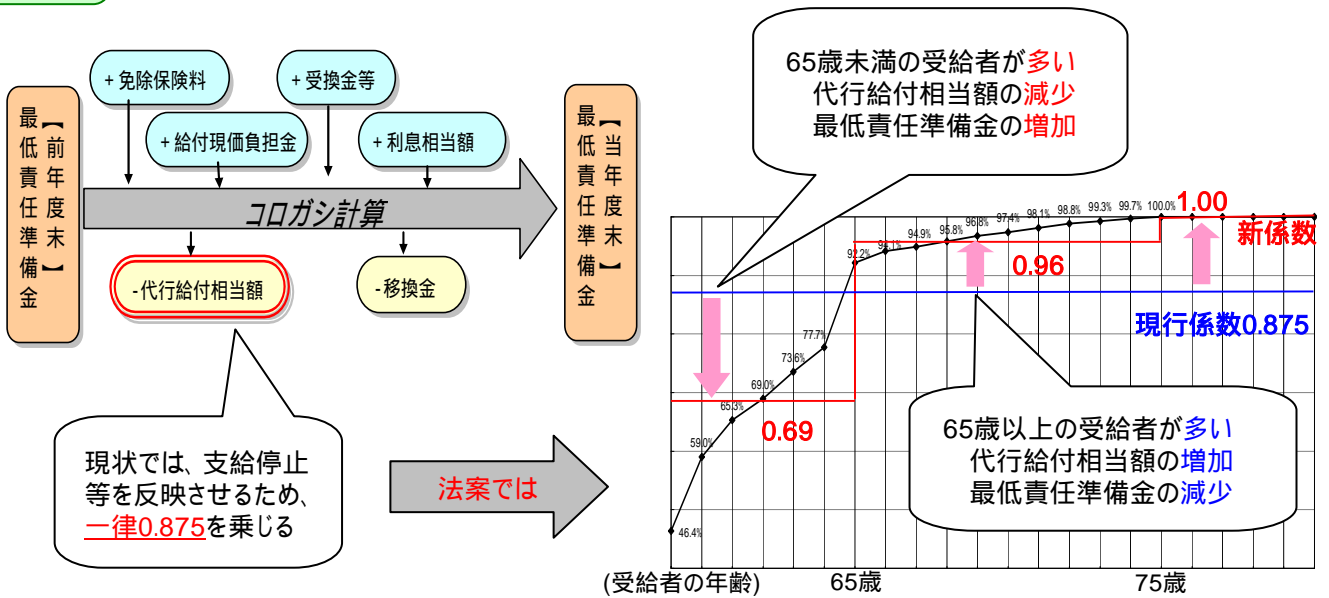 + 免除保険料
+ 受換金等
+ 給付現価負担金
+ 利息相当額
【前年度末】
最低責任準備金
コロガシ計算
【当年度末】
最低責任準備金
- 代行給付相当額
- 移換金
現状では、支給停止
等を反映させるため、
一律0.875を乗じる
法案では
65歳未満の受給者が多い
代行給付相当額の減少
最低責任準備金の増加
46.4%
59.0%
65.3%
69.0%
73.6%
77.7%
92.2%
94.1%
94.9%
95.8%
96.8%
97.4%
98.1%
98.8%
99.3%
99.7%
100.0%
1.00
新係数
0.96
現行係数0.875
0.69
65歳以上の受給者が多い
代行給付相当額の増加
最低責任準備金の減少
(受給者の年齢)
65歳
75歳